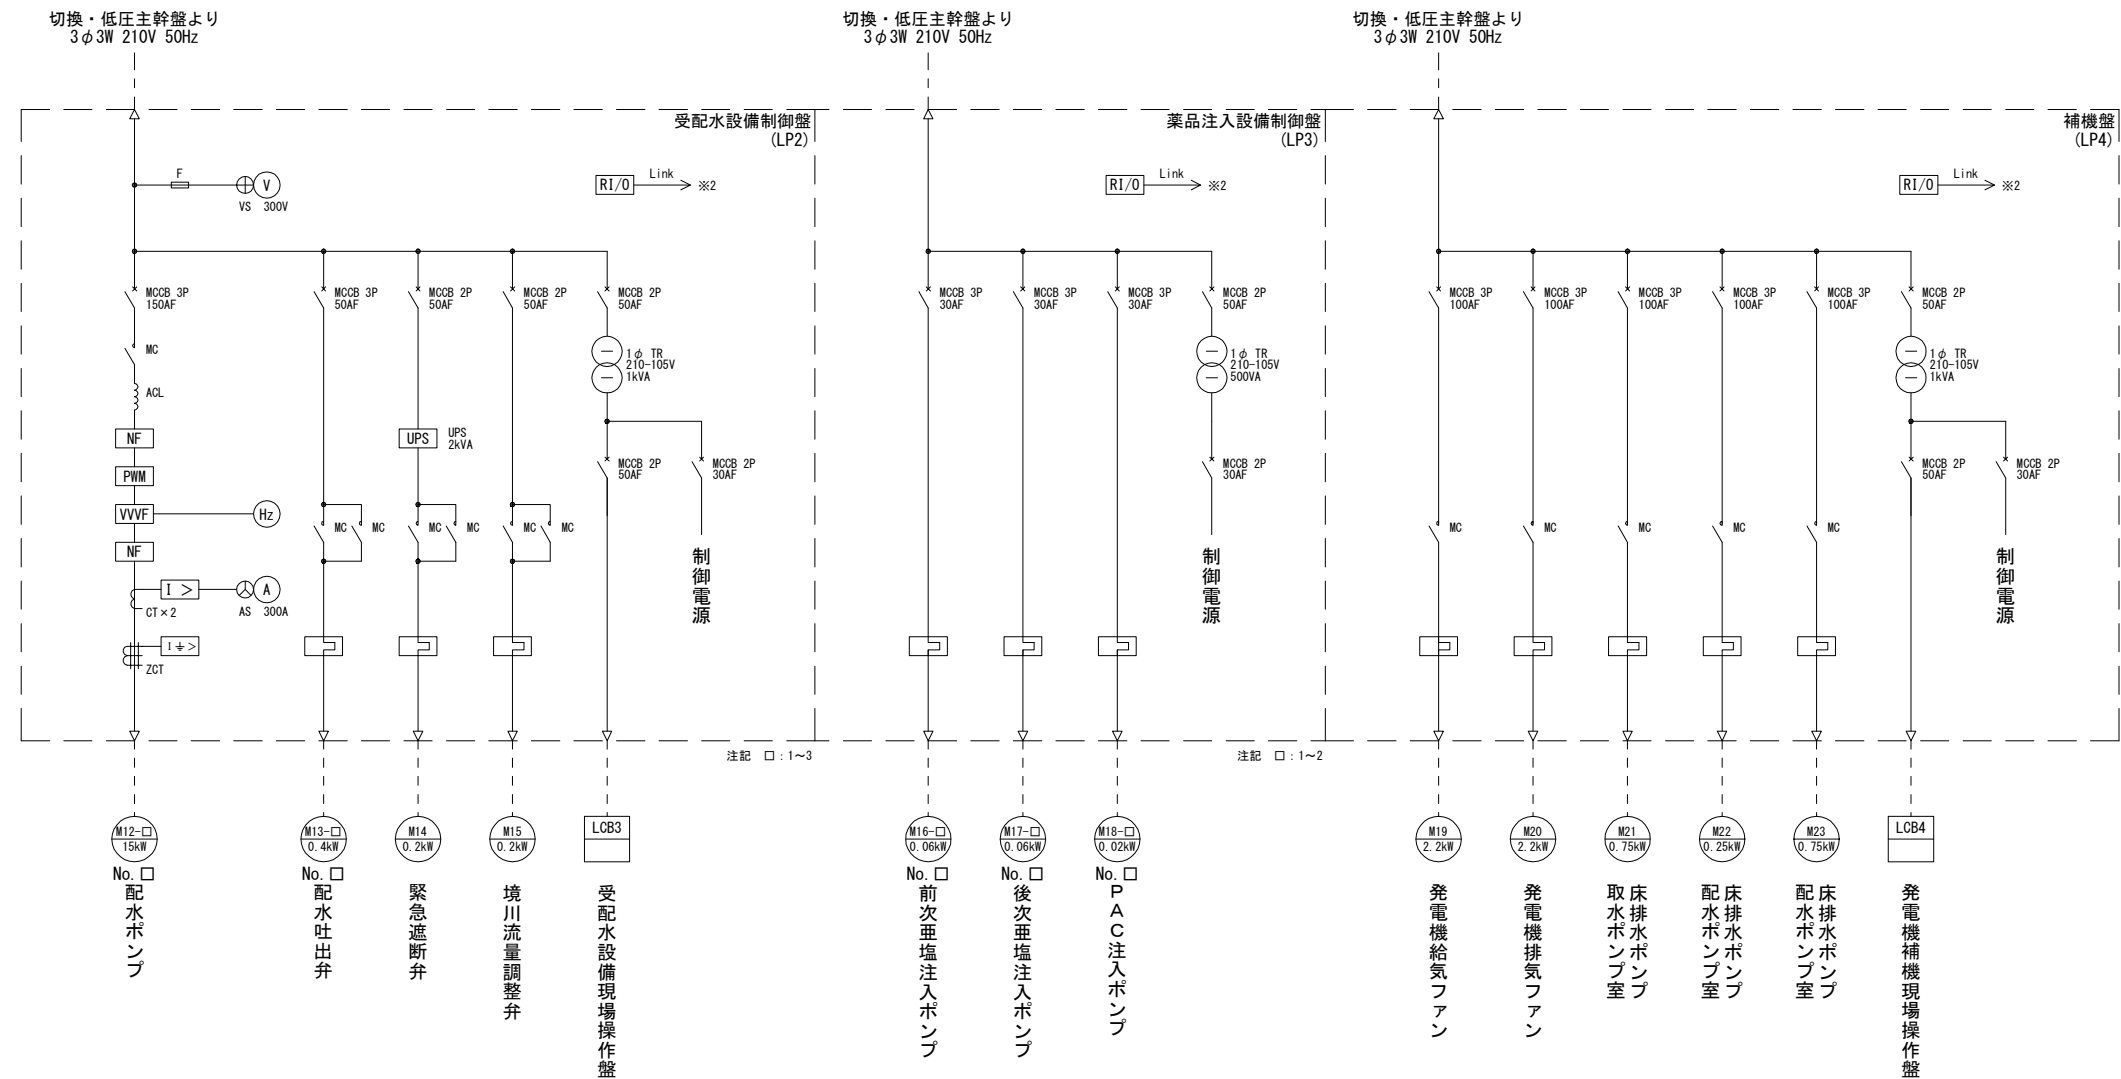 切換・低圧主幹盤より
3φ3W 210V 50Hz
切換・低圧主幹盤より
3φ3W 210V 50Hz
切換・低圧主幹盤より
3φ3W 210V 50Hz
受配水設備制御盤
(LP2)
薬品注入設備制御盤
(LP3)
補機盤
(LP4)
F
V
VS 300V
RI/O
Link
※2
RI/O
Link
※2
RI/O
Link
※2
MCCB 3P
150AF
MCCB 3P
50AF
MCCB 2P
50AF
MCCB 2P
50AF
MCCB 2P
50AF
MCCB 3P
30AF
MCCB 3P
30AF
MCCB 3P
30AF
MCCB 2P
50AF
MCCB 3P
100AF
MCCB 3P
100AF
MCCB 3P
100AF
MCCB 3P
100AF
MCCB 3P
100AF
MCCB 2P
50AF
MC
ACL
1φ TR
210-105V
1kVA
1φ TR
210-105V
500VA
1φ TR
210-105V
1kVA
NF
PWM
VVVF
Hz
NF
UPS
UPS
2kVA
MCCB 2P
50AF
MCCB 2P
30AF
MCCB 2P
30AF
MCCB 2P
50AF
MCCB 2P
30AF
MC
MC
MC
MC
MC
MC
MC
MC
MC
MC
MC
制御電源
制御電源
制御電源
I >
A
CT×2
AS 300A
I⏚>
ZCT
注記 □:1~3
注記 □:1~2
M12-□
15kW
No.□
配水ポンプ
M13-□
0.4kW
No.□
配水吐出弁
M14
0.2kW
緊急遮断弁
M15
0.2kW
境川流量調整弁
LCB3
受配水設備現場操作盤
M16-□
0.06kW
No.□
前次亜塩注入ポンプ
M17-□
0.06kW
No.□
後次亜塩注入ポンプ
M18-□
0.02kW
No.□
PAC注入ポンプ
M19
2.2kW
発電機給気ファン
M20
2.2kW
発電機排気ファン
M21
0.75kW
床排水ポンプ
取水ポンプ室
M22
0.25kW
床排水ポンプ
配水ポンプ室
M23
0.75kW
床排水ポンプ
配水ポンプ室
LCB4
発電機補機現場操作盤